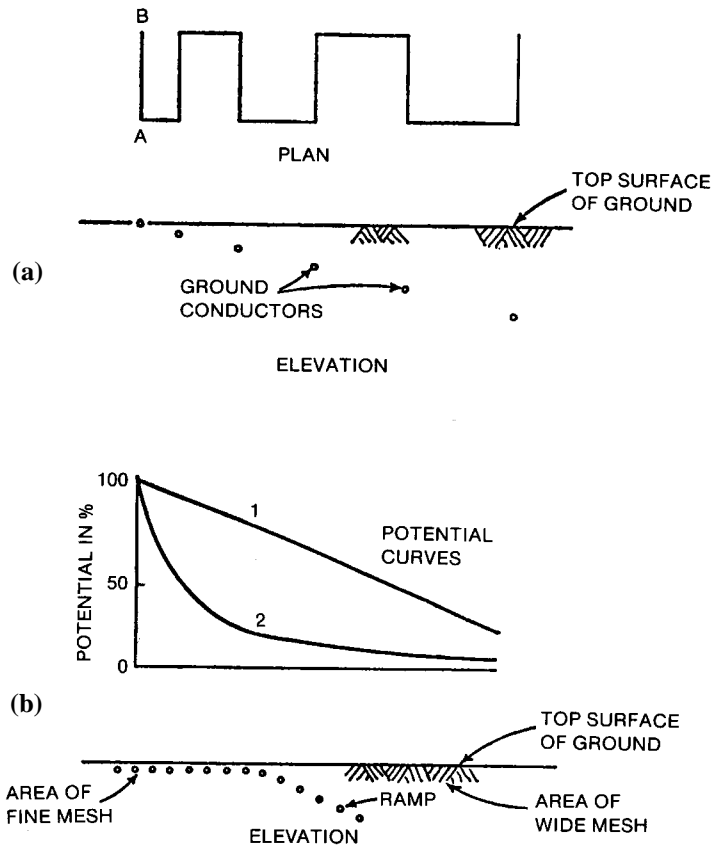 B
A
PLAN
TOP SURFACE
OF GROUND
(a)
GROUND
CONDUCTORS
ELEVATION
POTENTIAL IN %
100
50
0
1
2
POTENTIAL
CURVES
(b)
TOP SURFACE
OF GROUND
AREA OF
FINE MESH
RAMP
AREA OF
WIDE MESH
ELEVATION